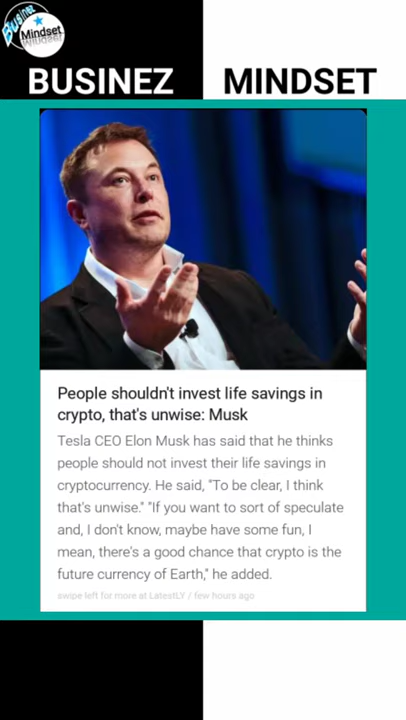 Businez
Mindset
BUSINEZ MINDSET
People shouldn't invest life savings in
crypto, that's unwise: Musk
Tesla CEO Elon Musk has said that he thinks
people should not invest their life savings in
cryptocurrency. He said, "To be clear, I think
that's unwise." "If you want to sort of speculate
and, I don't know, maybe have some fun, I
mean, there's a good chance that crypto is the
future currency of Earth," he added.
swipe left for more at LatestLY / few hours ago